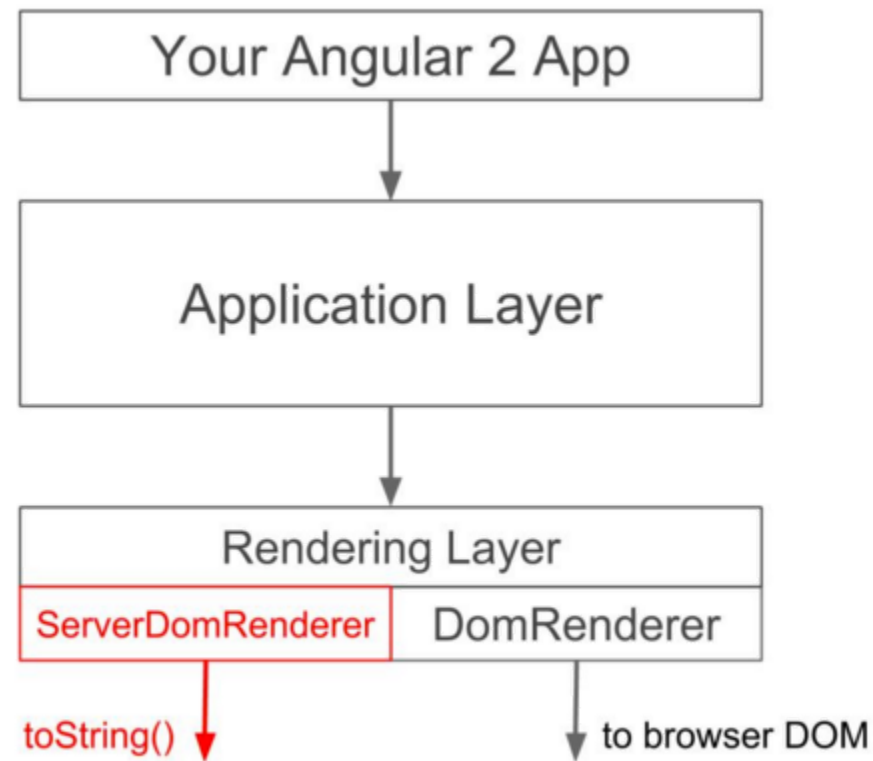 Your Angular 2 App
Application Layer
Rendering Layer
ServerDomRenderer
DomRenderer
toString()
to browser DOM